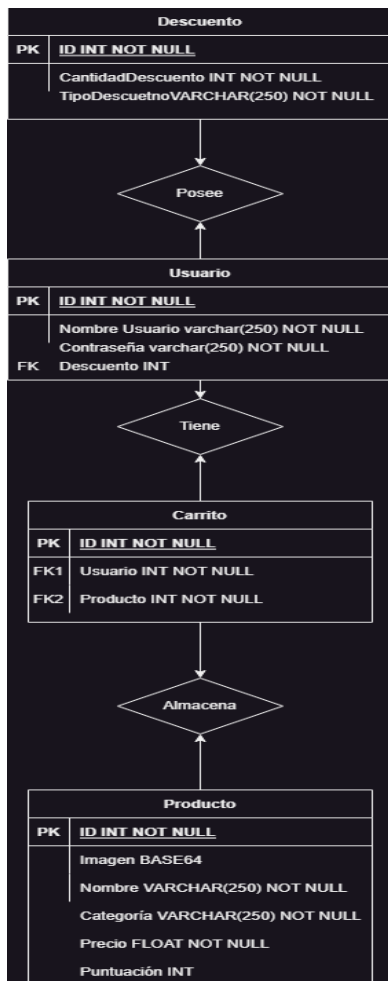 Descuento
PK ID INT NOT NULL
CantidadDescuento INT NOT NULL
TipoDescuetnoVARCHAR(250) NOT NULL
Posee
Usuario
PK ID INT NOT NULL
Nombre Usuario varchar(250) NOT NULL
Contraseña varchar(250) NOT NULL
FK Descuento INT
Tiene
Carrito
PK ID INT NOT NULL
FK1 Usuario INT NOT NULL
FK2 Producto INT NOT NULL
Almacena
Producto
PK ID INT NOT NULL
Imagen BASE64
Nombre VARCHAR(250) NOT NULL
Categoría VARCHAR(250) NOT NULL
Precio FLOAT NOT NULL
Puntuación INT